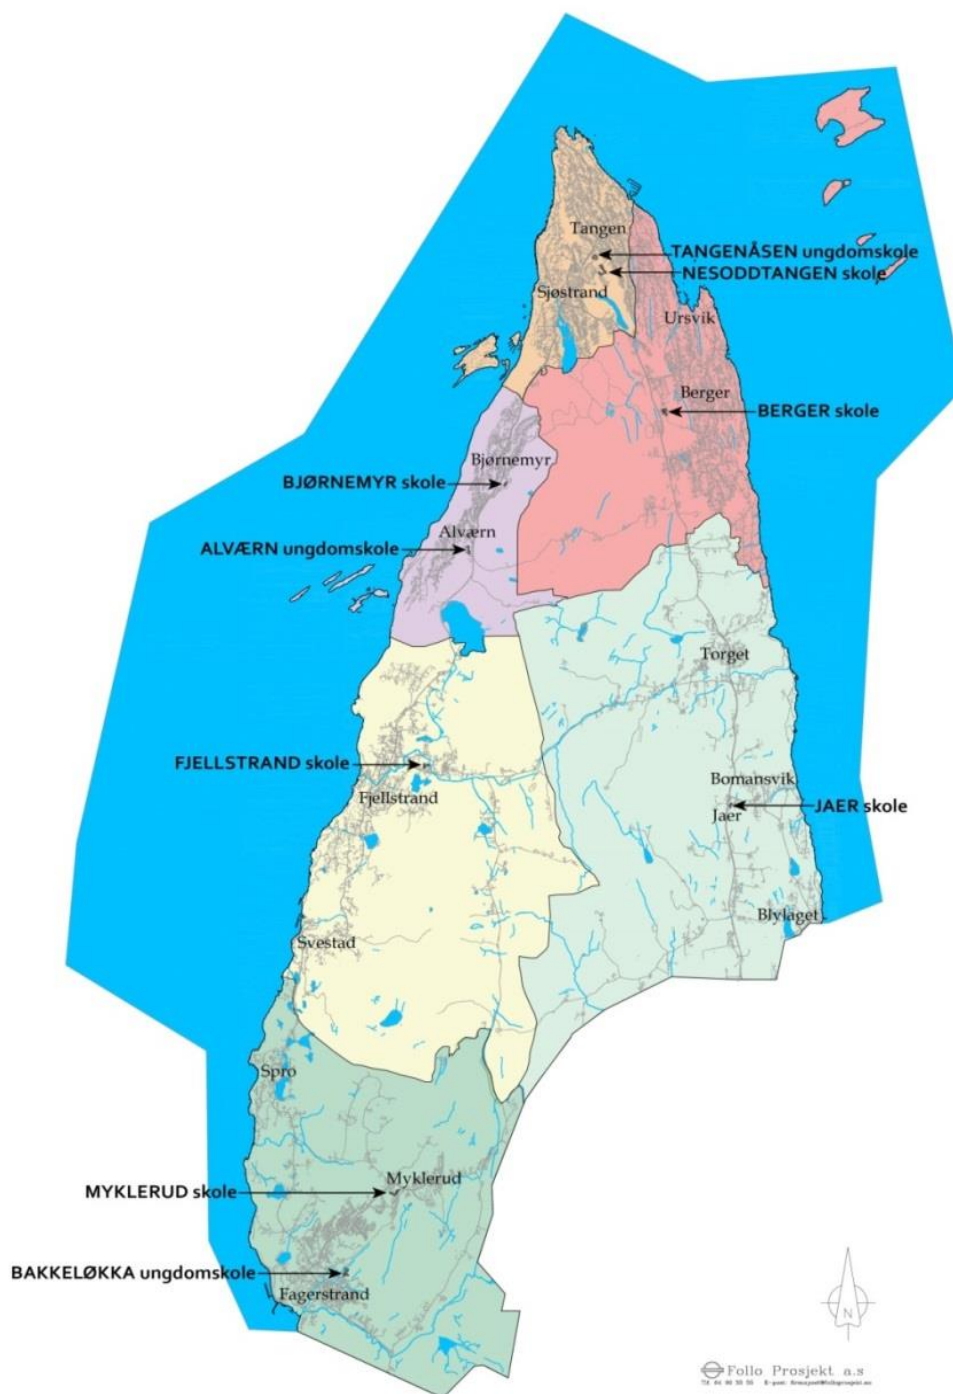 Tangen
TANGENÅSEN ungdomskole
NESODDTANGEN skole
Sjøstrand
Ursvik
Berger
BERGER skole
Bjørnemyr
BJØRNEMYR skole
Alværn
ALVÆRN ungdomskole
Torget
FJELLSTRAND skole
Bomansvik
Fjellstrand
JAER skole
Jaer
Blylaget
Svestad
Spro
Myklerud
MYKLERUD skole
BAKKELØKKA ungdomskole
Fagerstrand
N
Follo Prosjekt a.s